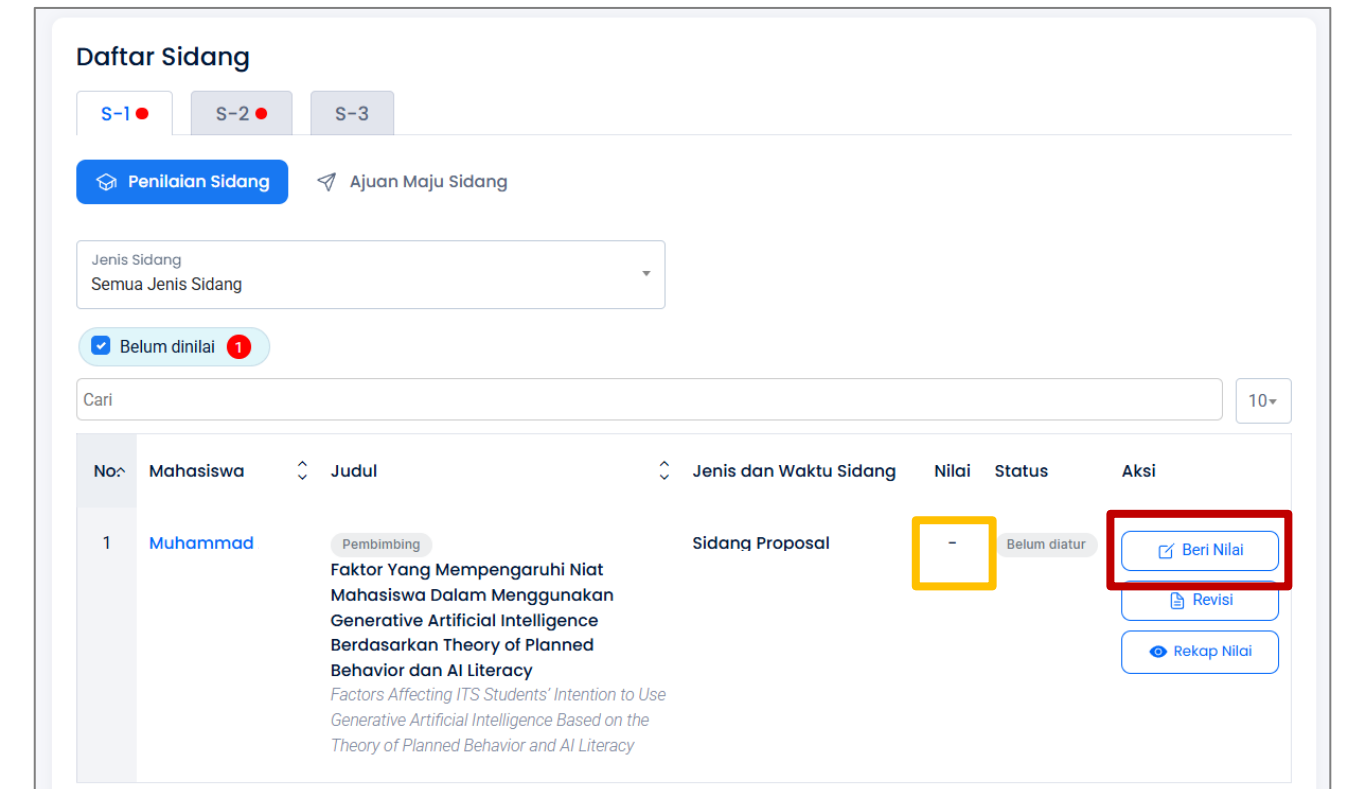 Daftar Sidang
S-1 S-2 S-3
Penilaian Sidang Ajuan Maju Sidang
Jenis Sidang
Semua Jenis Sidang
Belum dinilai 1
Cari 10
No Mahasiswa Judul Jenis dan Waktu Sidang Nilai Status Aksi
1 Muhammad Pembimbing Sidang Proposal - Belum diatur Beri Nilai
Faktor Yang Mempengaruhi Niat
Mahasiswa Dalam Menggunakan
Generative Artificial Intelligence
Berdasarkan Theory of Planned
Behavior dan AI Literacy
Factors Affecting ITS Students' Intention to Use
Generative Artificial Intelligence Based on the
Theory of Planned Behavior and AI Literacy
Revisi
Rekap Nilai